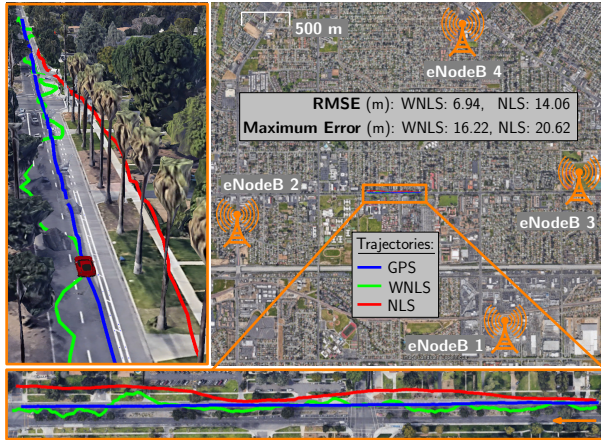 500 m
eNodeB 4
RMSE (m): WNLS: 6.94, NLS: 14.06
Maximum Error (m): WNLS: 16.22, NLS: 20.62
eNodeB 2
eNodeB 3
Trajectories:
GPS
WNLS
NLS
eNodeB 1